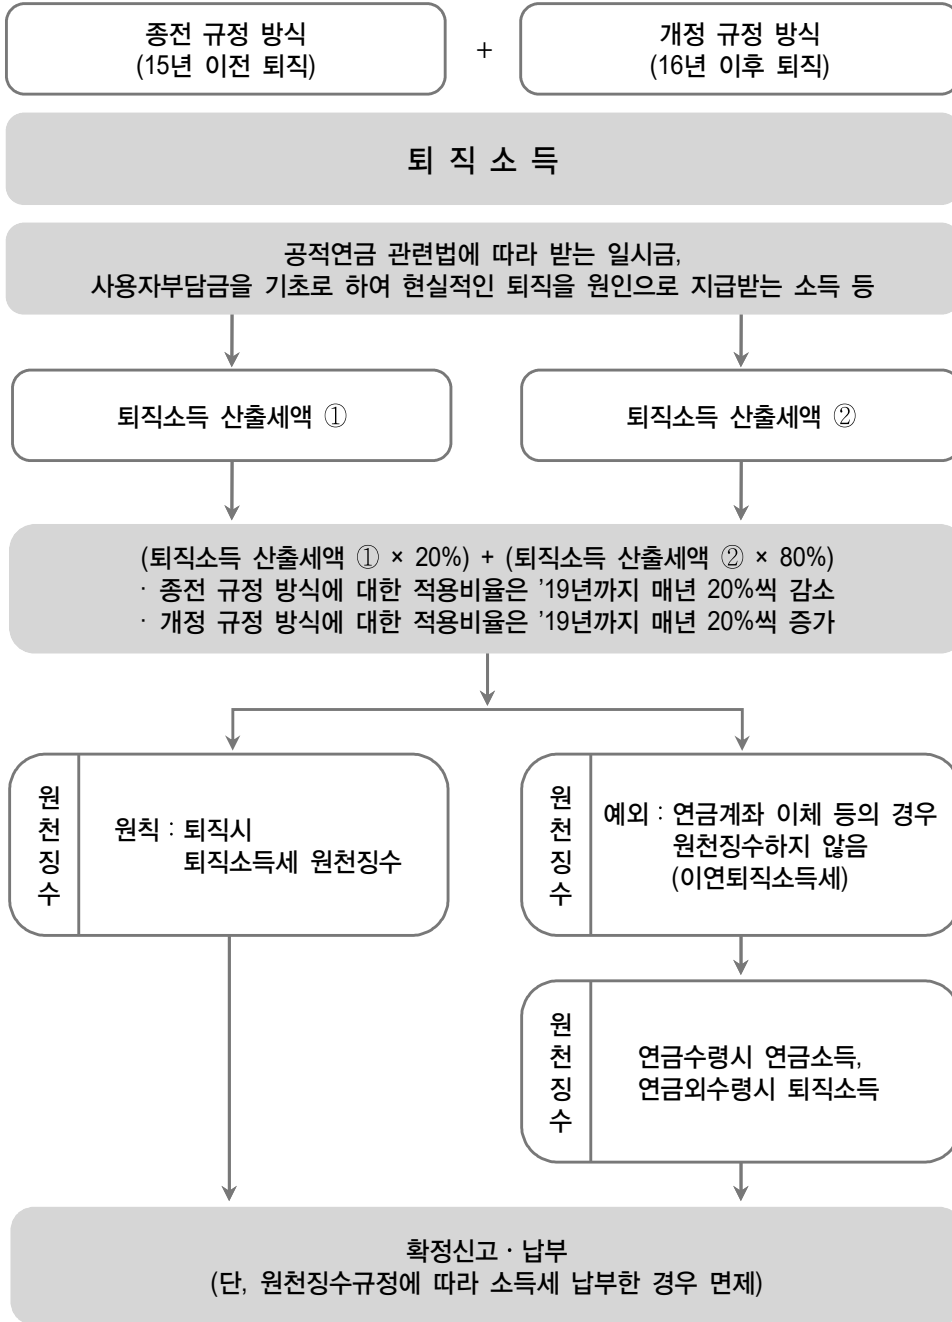 종전 규정 방식
(15년 이전 퇴직)
+
개정 규정 방식
(16년 이후 퇴직)
퇴 직 소 득
공적연금 관련법에 따라 받는 일시금,
사용자부담금을 기초로 하여 현실적인 퇴직을 원인으로 지급받는 소득 등
퇴직소득 산출세액 ①
퇴직소득 산출세액 ②
(퇴직소득 산출세액 ① × 20%) + (퇴직소득 산출세액 ② × 80%)
· 종전 규정 방식에 대한 적용비율은 ’19년까지 매년 20%씩 감소
· 개정 규정 방식에 대한 적용비율은 ’19년까지 매년 20%씩 증가
원
천
징
수
원칙 : 퇴직시
퇴직소득세 원천징수
원
천
징
수
예외 : 연금계좌 이체 등의 경우
원천징수하지 않음
(이연퇴직소득세)
원
천
징
수
연금수령시 연금소득,
연금외수령시 퇴직소득
확정신고 · 납부
(단, 원천징수규정에 따라 소득세 납부한 경우 면제)